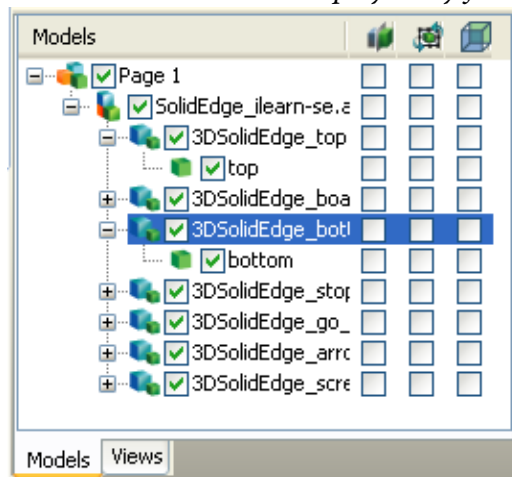 Models
Page 1
SolidEdge_ilearn-se.a
3DSolidEdge_top
top
3DSolidEdge_boa
3DSolidEdge_bot
bottom
3DSolidEdge_stop
3DSolidEdge_go_
3DSolidEdge_arro
3DSolidEdge_scre
Models Views